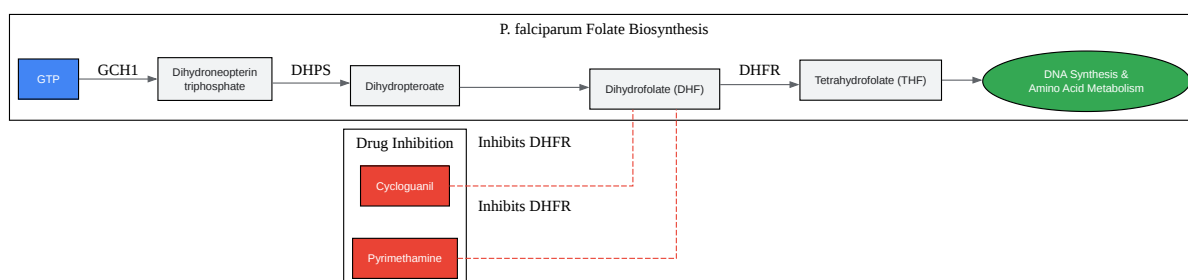 P. falciparum Folate Biosynthesis
GTP
GCH1
Dihydroneopterin
triphosphate
DHPS
Dihydropteroate
Dihydrofolate (DHF)
DHFR
Tetrahydrofolate (THF)
DNA Synthesis &
Amino Acid Metabolism
Drug Inhibition
Inhibits DHFR
Cycloguanil
Inhibits DHFR
Pyrimethamine